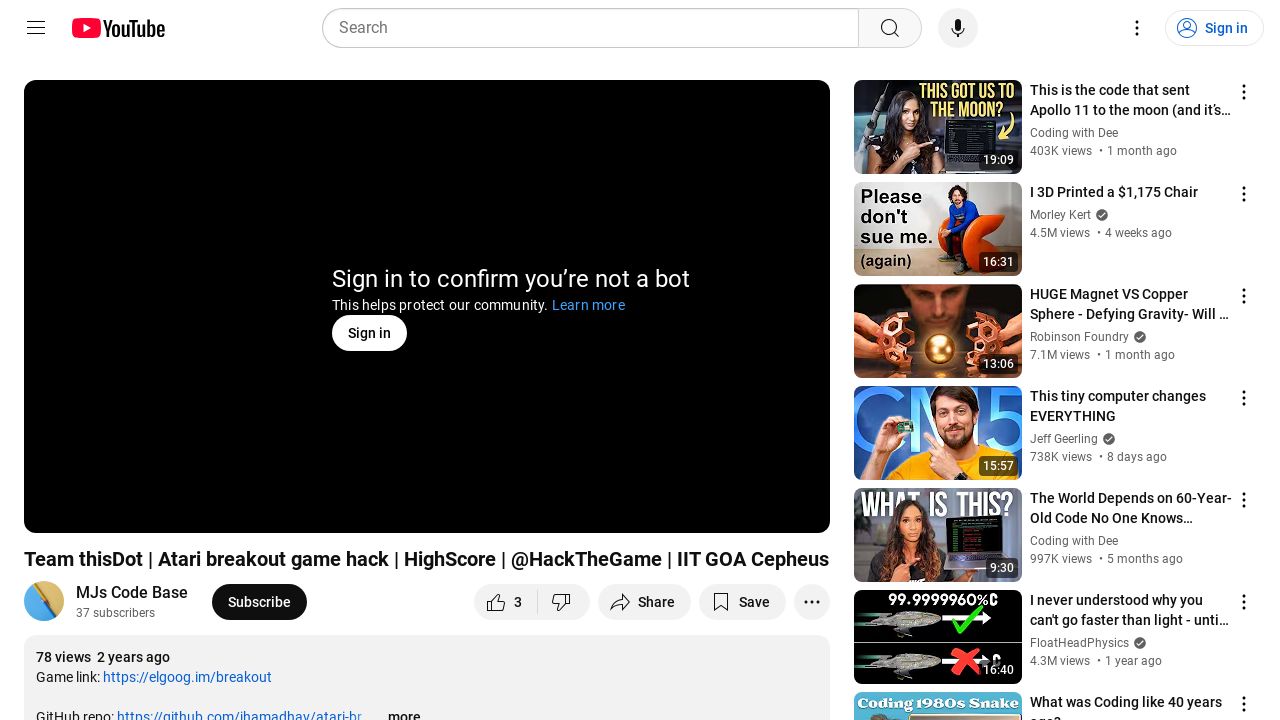 YouTube
Search
Sign in
Sign in to confirm you’re not a bot
This helps protect our community. Learn more
Sign in
Team thisDot | Atari breakout game hack | HighScore | @HackTheGame | IIT GOA Cepheus
MJs Code Base
37 subscribers
Subscribe
3
Share
Save
78 views 2 years ago
Game link: https://elgoog.im/breakout
GitHub repo: https://github.com/jhamadhav/atari-br...
...more
THIS GOT US TO
THE MOON?
19:09
This is the code that sent
Apollo 11 to the moon (and it’s…
Coding with Dee
403K views • 1 month ago
Please
don't
sue me.
(again)
16:31
I 3D Printed a $1,175 Chair
Morley Kert
4.5M views • 4 weeks ago
13:06
HUGE Magnet VS Copper
Sphere - Defying Gravity- Will …
Robinson Foundry
7.1M views • 1 month ago
CM5
15:57
This tiny computer changes
EVERYTHING
Jeff Geerling
738K views • 8 days ago
WHAT IS THIS?
9:30
The World Depends on 60-Year-
Old Code No One Knows…
Coding with Dee
997K views • 5 months ago
99.9999960%C
C
C
16:40
I never understood why you
can't go faster than light - unti…
FloatHeadPhysics
4.3M views • 1 year ago
Coding 1980s Snake
What was Coding like 40 years
ago?